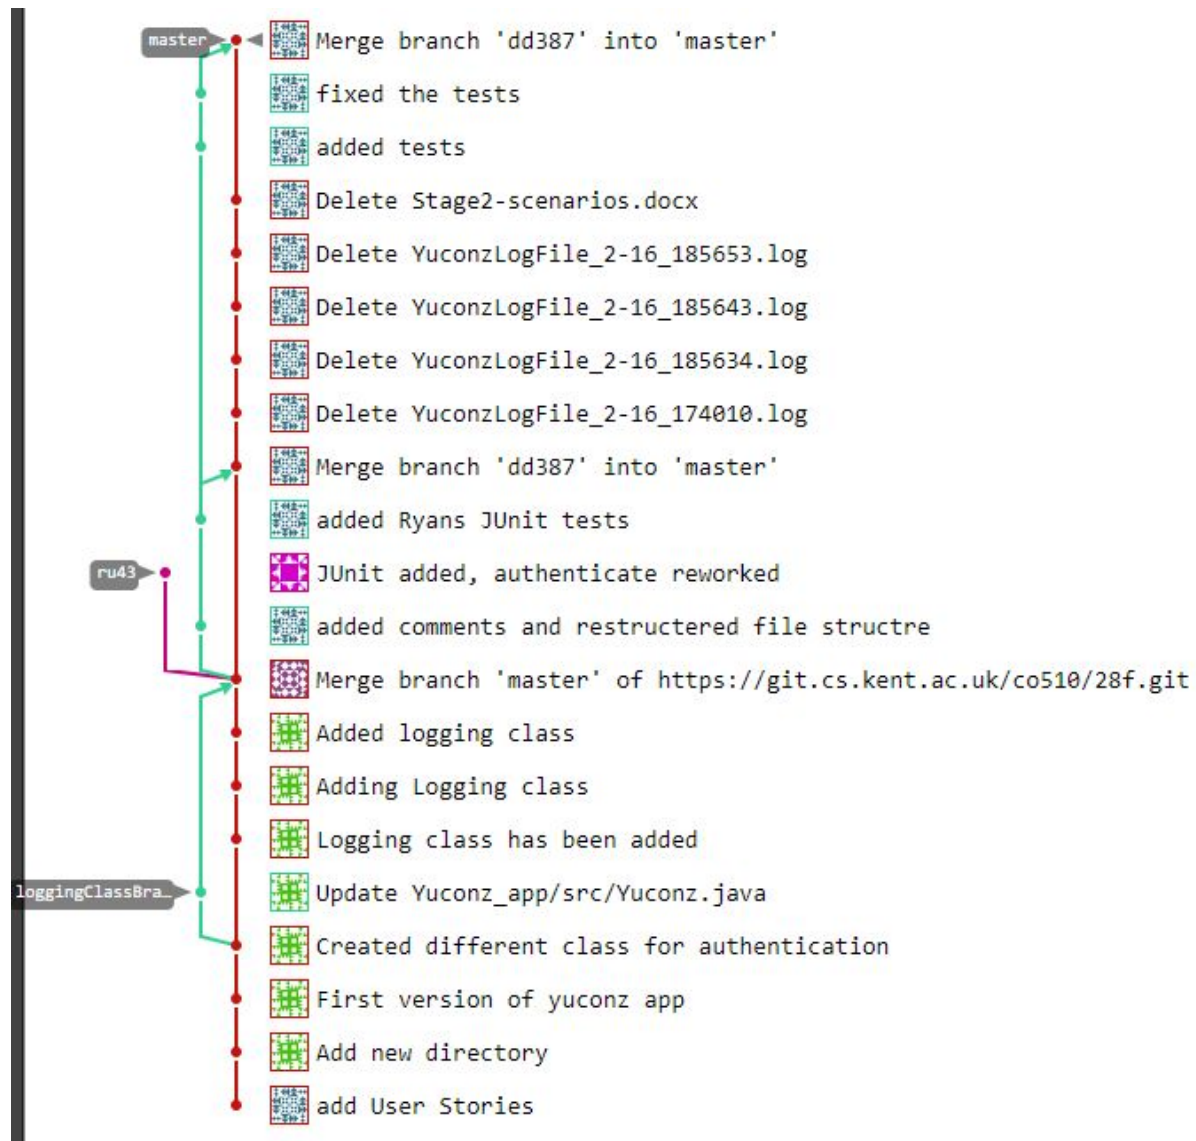 master Merge branch 'dd387' into 'master'
fixed the tests
added tests
Delete Stage2-scenarios.docx
Delete YuconzLogFile_2-16_185653.log
Delete YuconzLogFile_2-16_185643.log
Delete YuconzLogFile_2-16_185634.log
Delete YuconzLogFile_2-16_174010.log
Merge branch 'dd387' into 'master'
added Ryans JUnit tests
ru43 JUnit added, authenticate reworked
added comments and restructered file structre
Merge branch 'master' of https://git.cs.kent.ac.uk/co510/28f.git
Added logging class
Adding Logging class
Logging class has been added
loggingClassBra… Update Yuconz_app/src/Yuconz.java
Created different class for authentication
First version of yuconz app
Add new directory
add User Stories